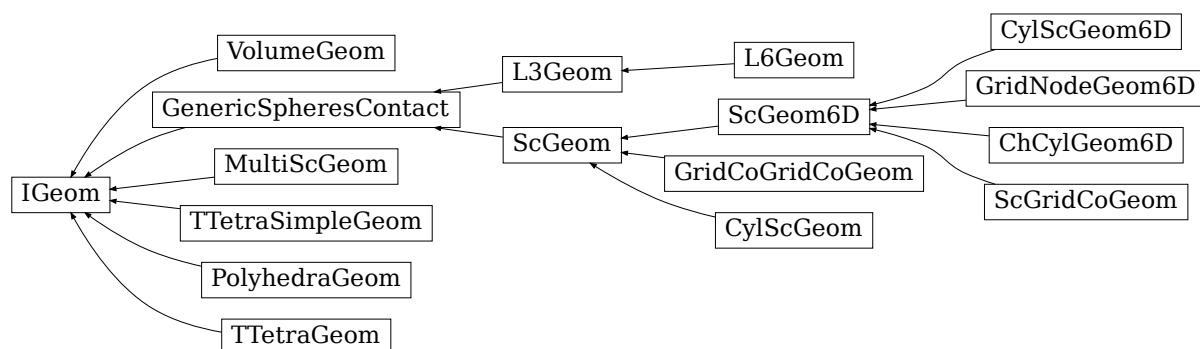 CylScGeom6D
VolumeGeom
L6Geom
L3Geom
GridNodeGeom6D
GenericSpheresContact
ScGeom6D
ScGeom
ChCylGeom6D
MultiScGeom
GridCoGridCoGeom
IGeom
ScGridCoGeom
TTetraSimpleGeom
CylScGeom
PolyhedraGeom
TTetraGeom